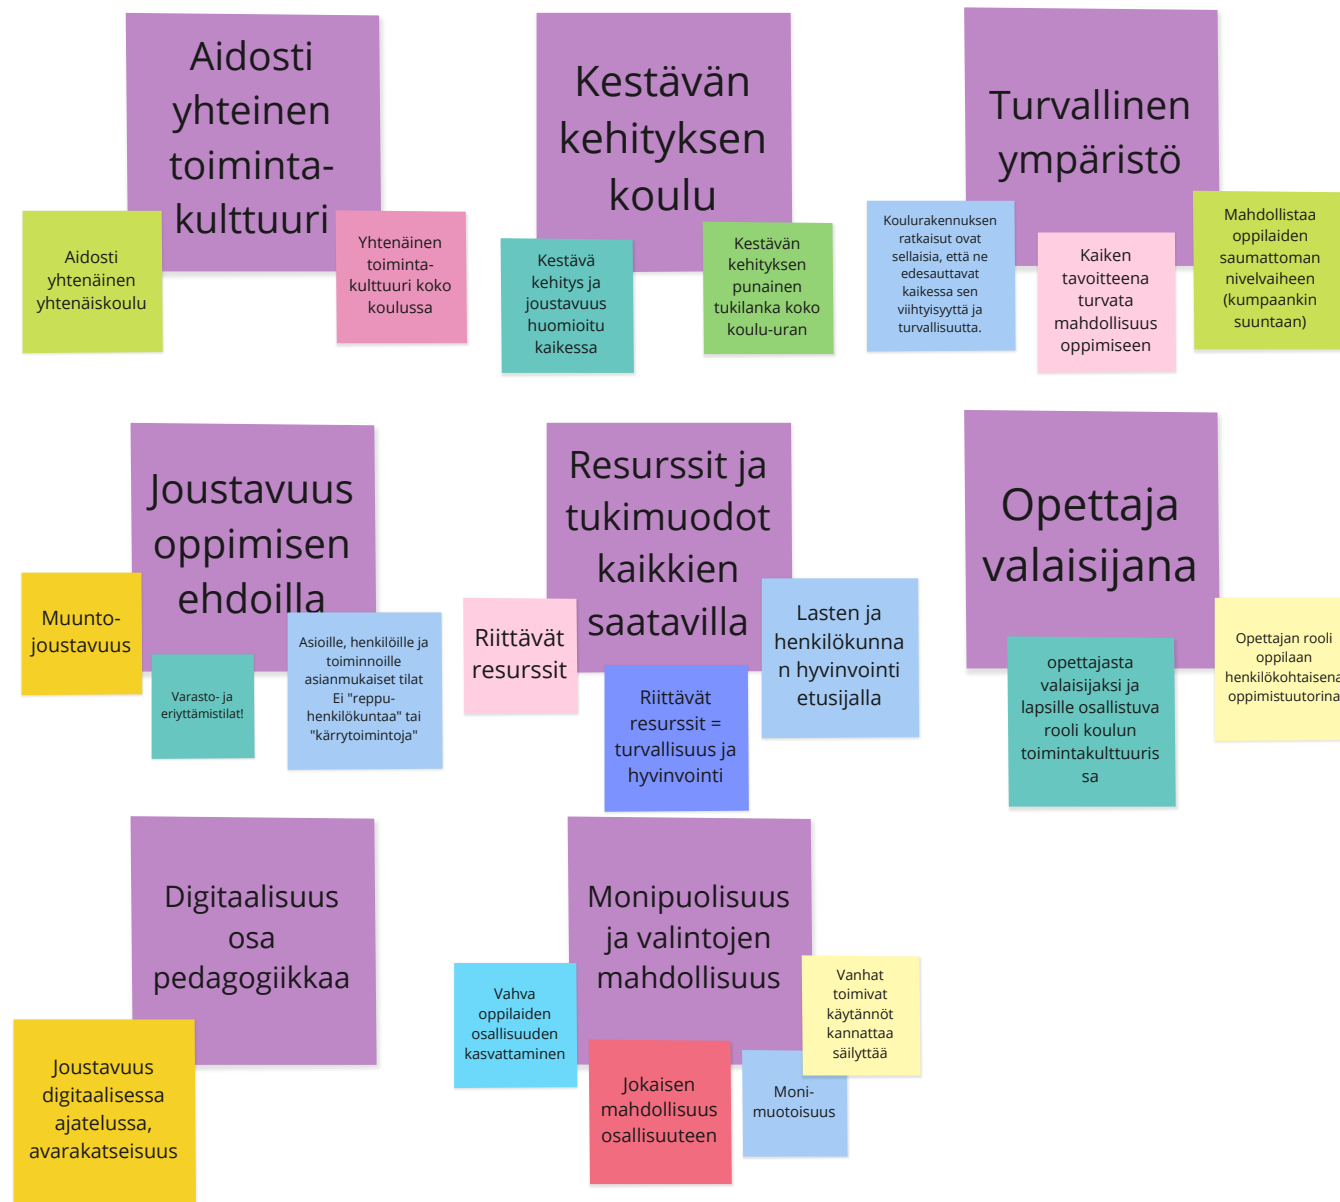 Aidosti
yhteinen
toiminta-
kulttuuri
Aidosti
yhtenäinen
yhtenäiskoulu
Yhtenäinen
toiminta-
kulttuuri koko
koulussa
Kestävän
kehityksen
koulu
Kestävä
kehitys ja
joustavuus
huomioitu
kaikessa
Kestävän
kehityksen
punainen
tukilanka koko
koulu-uran
Turvallinen
ympäristö
Koulurakennuksen
ratkaisut ovat
sellaisia, että ne
edesauttavat
kaikessa sen
viihtyisyyttä ja
turvallisuutta.
Kaiken
tavoitteena
turvata
mahdollisuus
oppimiseen
Mahdollistaa
oppilaiden
saumattoman
nivelvaiheen
(kumpaankin
suuntaan)
Joustavuus
oppimisen
ehdoilla
Muunto-
joustavuus
Varasto- ja
eriyttämistilat!
Asioille, henkilöille ja
toiminnoille
asianmukaiset tilat
Ei "reppu-
henkilökuntaa" tai
"kärrytoimintoja"
Resurssit ja
tukimuodot
kaikkien
saatavilla
Riittävät
resurssit
Riittävät
resurssit =
turvallisuus ja
hyvinvointi
Lasten ja
henkilökunna
n hyvinvointi
etusijalla
Opettaja
valaisijana
opettajasta
valaisijaksi ja
lapsille osallistuva
rooli koulun
toimintakulttuuris
sa
Opettajan rooli
oppilaan
henkilökohtaisena
oppimistuutorina
Digitaalisuus
osa
pedagogiikkaa
Joustavuus
digitaalisessa
ajatelussa,
avarakatseisuus
Monipuolisuus
ja valintojen
mahdollisuus
Vahva
oppilaiden
osallisuuden
kasvattaminen
Jokaisen
mahdollisuus
osallisuuteen
Moni-
muotoisuus
Vanhat
toimivat
käytännöt
kannattaa
säilyttää